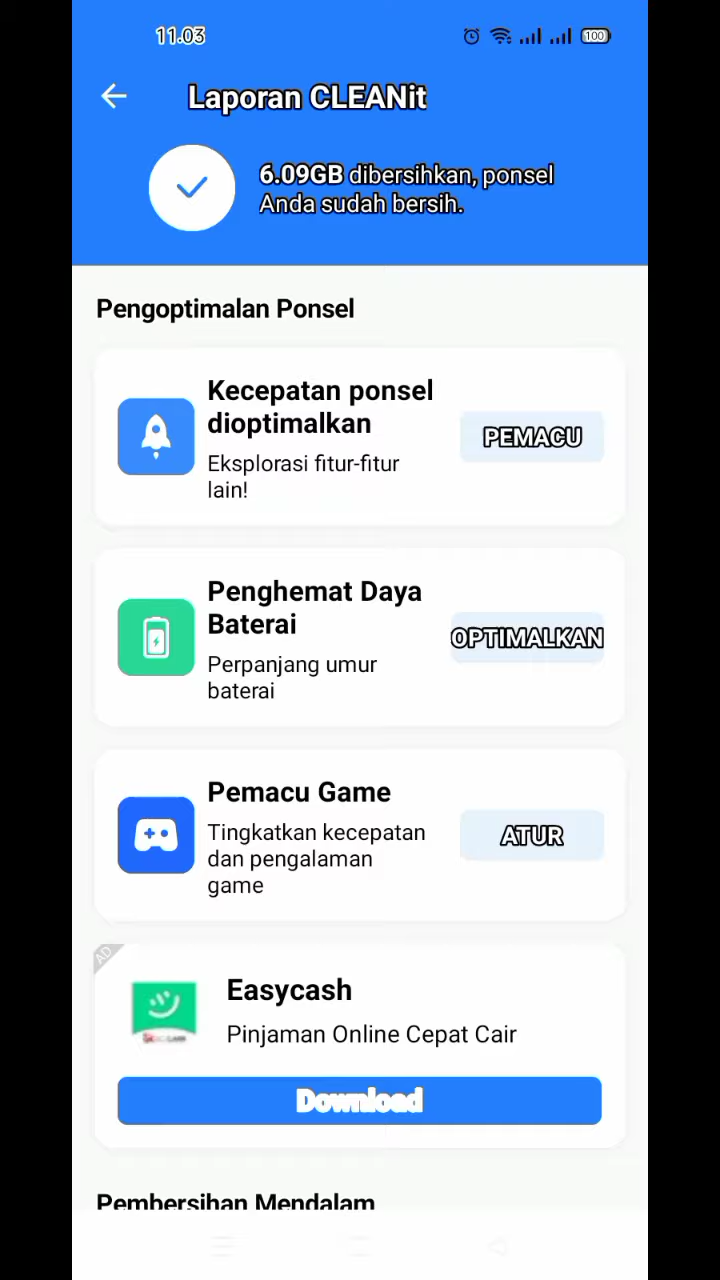 11.03
100
Laporan CLEANit
6.09GB dibersihkan, ponsel
Anda sudah bersih.
Pengoptimalan Ponsel
Kecepatan ponsel
dioptimalkan
Eksplorasi fitur-fitur
lain!
PEMACU
Penghemat Daya
Baterai
Perpanjang umur
baterai
OPTIMALKAN
Pemacu Game
Tingkatkan kecepatan
dan pengalaman
game
ATUR
AD
Easycash
Pinjaman Online Cepat Cair
Download
Pembersihan Mendalam